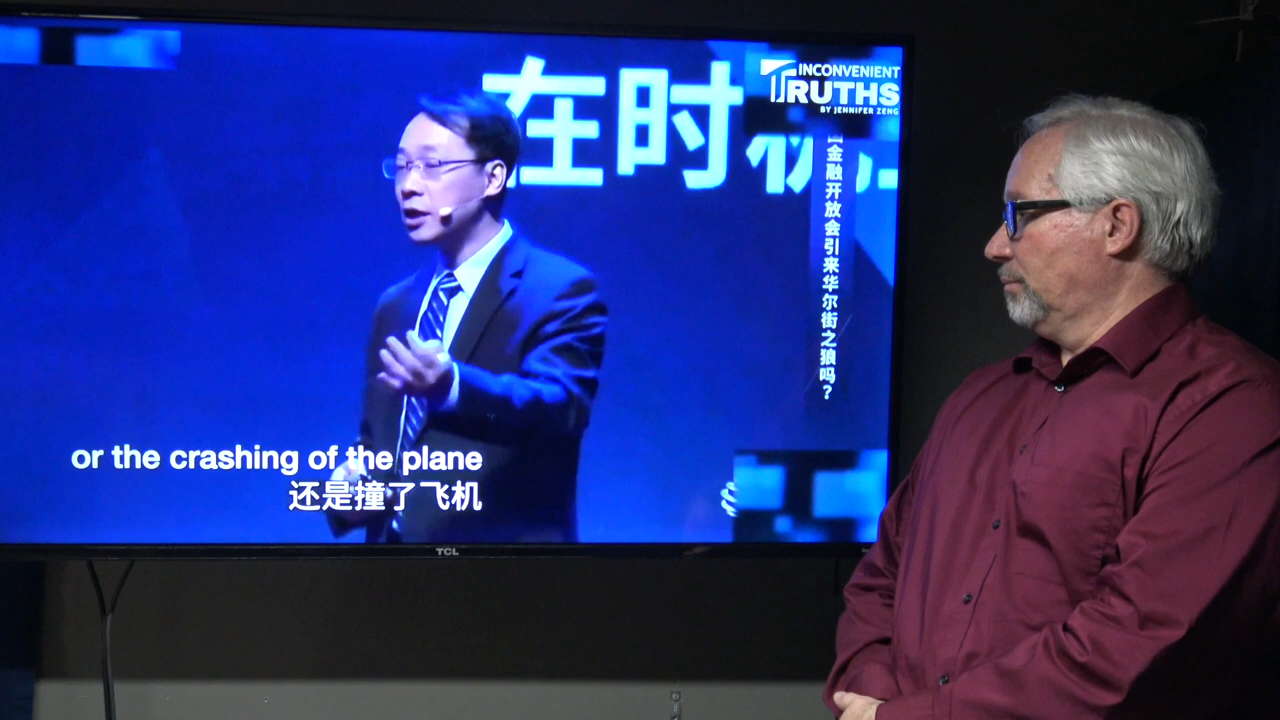 在时
INCONVENIENT
TRUTHS
BY JENNIFER ZENG
金融开放会引来华尔街之狼吗？
or the crashing of the plane
还是撞了飞机
TCL